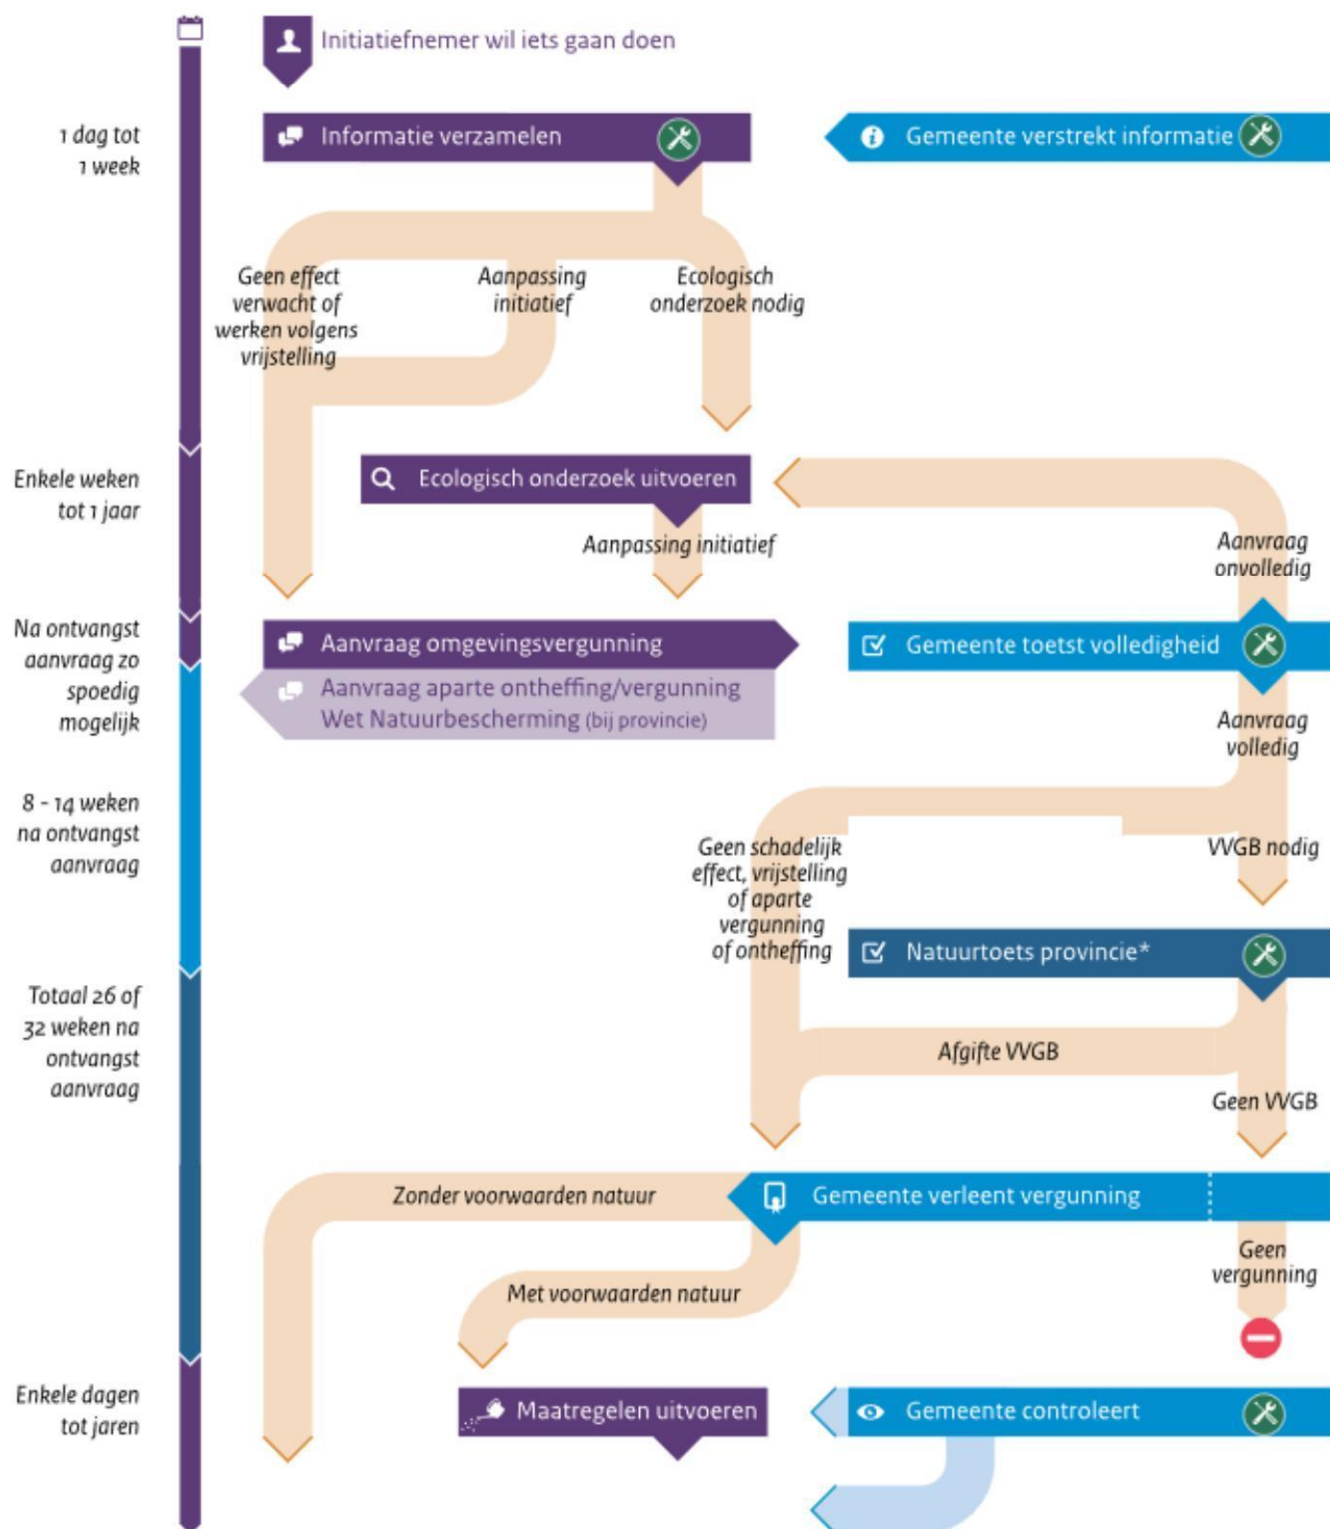 Initiatiefnemer wil iets gaan doen
1 dag tot
1 week
Informatie verzamelen
Gemeente verstrekt informatie
Geen effect
verwacht of
werken volgens
vrijstelling
Aanpassing
initiatief
Ecologisch
onderzoek nodig
Enkele weken
tot 1 jaar
Ecologisch onderzoek uitvoeren
Aanpassing initiatief
Aanvraag
onvolledig
Na ontvangst
aanvraag zo
spoedig
mogelijk
Aanvraag omgevingsvergunning
Aanvraag aparte ontheffing/vergunning
Wet Natuurbescherming (bij provincie)
Gemeente toetst volledigheid
Aanvraag
volledig
8 - 14 weken
na ontvangst
aanvraag
Geen schadelijk
effect, vrijstelling
of aparte
vergunning
of ontheffing
VVGB nodig
Natuurtoets provincie*
Totaal 26 of
32 weken na
ontvangst
aanvraag
Afgifte VVGB
Geen VVGB
Zonder voorwaarden natuur
Gemeente verleent vergunning
Geen
vergunning
Met voorwaarden natuur
Enkele dagen
tot jaren
Maatregelen uitvoeren
Gemeente controleert